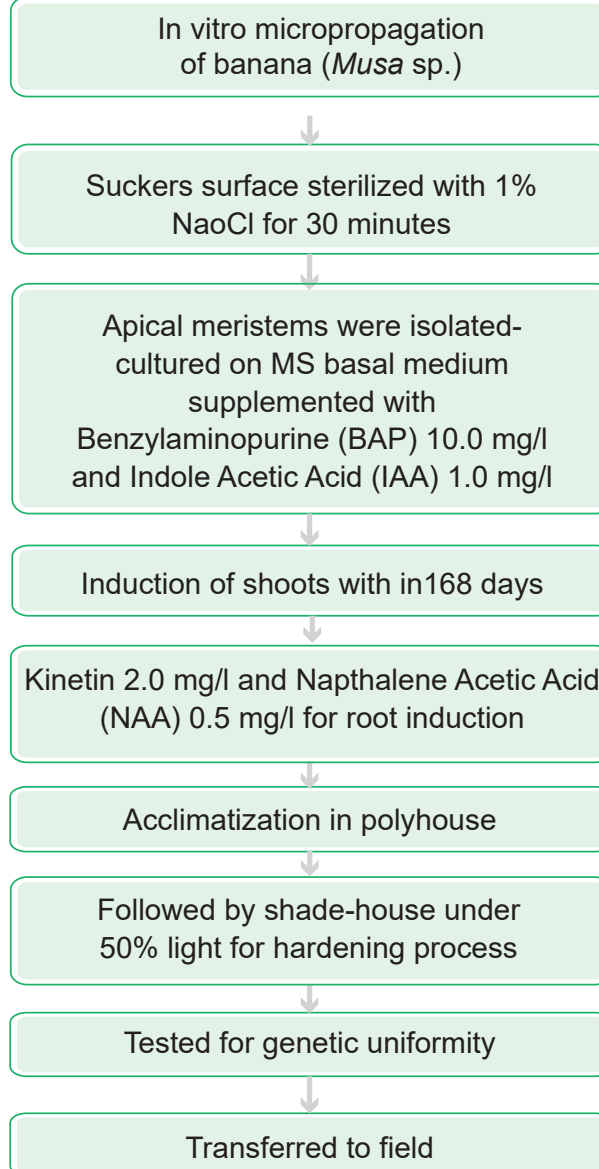 In vitro micropropagation
of banana (Musa sp.)
Suckers surface sterilized with 1%
NaoCl for 30 minutes
Apical meristems were isolated-
cultured on MS basal medium
supplemented with
Benzylaminopurine (BAP) 10.0 mg/l
and Indole Acetic Acid (IAA) 1.0 mg/l
Induction of shoots with in168 days
Kinetin 2.0 mg/l and Napthalene Acetic Acid
(NAA) 0.5 mg/l for root induction
Acclimatization in polyhouse
Followed by shade-house under
50% light for hardening process
Tested for genetic uniformity
Transferred to field